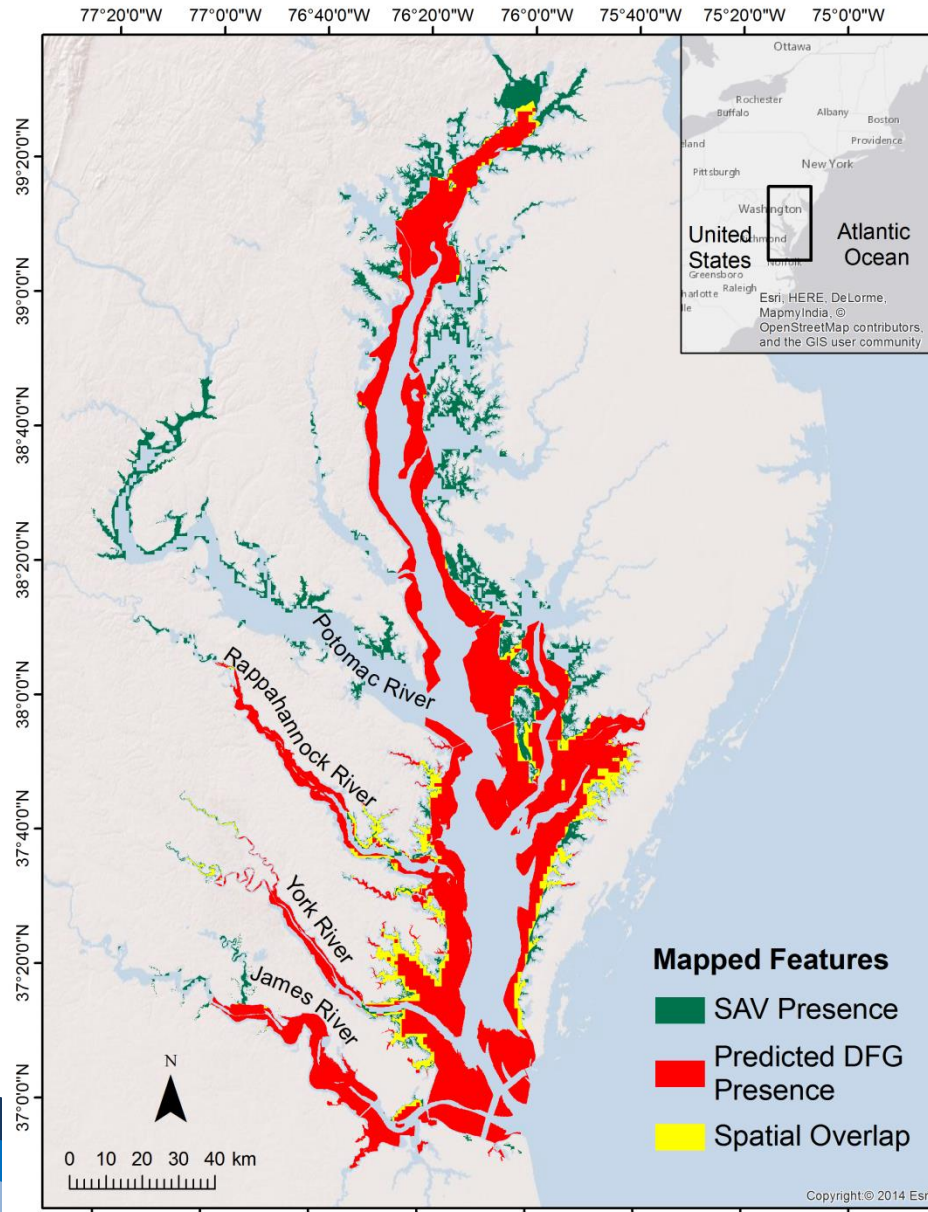 77°20'0"W
77°0'0"W
76°40'0"W
76°20'0"W
76°0'0"W
75°40'0"W
75°20'0"W
75°0'0"W
39°20'0"N
39°0'0"N
38°40'0"N
38°20'0"N
38°0'0"N
37°40'0"N
37°20'0"N
37°0'0"N
Ottawa
Rochester
Buffalo
Albany
Boston
Providence
eland
New York
Pittsburgh
Washington
United
States
ichmond
Norfolk
Atlantic
Ocean
Greensboro
harlotte
Raleigh
lle
Esri, HERE, DeLorme,
MapmyIndia, ©
OpenStreetMap contributors,
and the GIS user community
Potomac River
Rappahannock River
York River
James River
N
0 10 20 30 40 km
Mapped Features
SAV Presence
Predicted DFG
Presence
Spatial Overlap
Copyright:© 2014 Esr